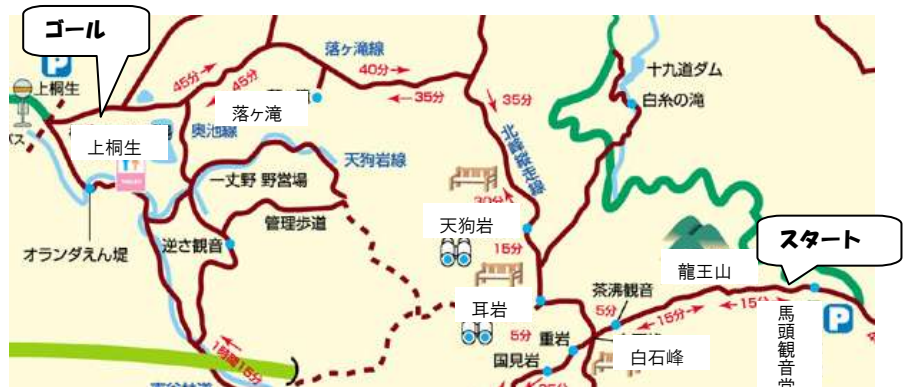 ゴール
上桐生
バス
上桐生
オランダえん堤
45分→
←45分
落ヶ滝
奥池線
落ヶ滝線
40分→
←35分
↓35分
北峰縦走線
天狗岩線
一丈野 野営場
管理歩道
逆さ観音
1時間15分
天狗岩
30分
15分
耳岩
5分
重岩
国見岩
十九道ダム
白糸の滝
龍王山
茶沸観音
5分
白石峰
←15分
←15分→
スタート
馬頭観音堂
P
P